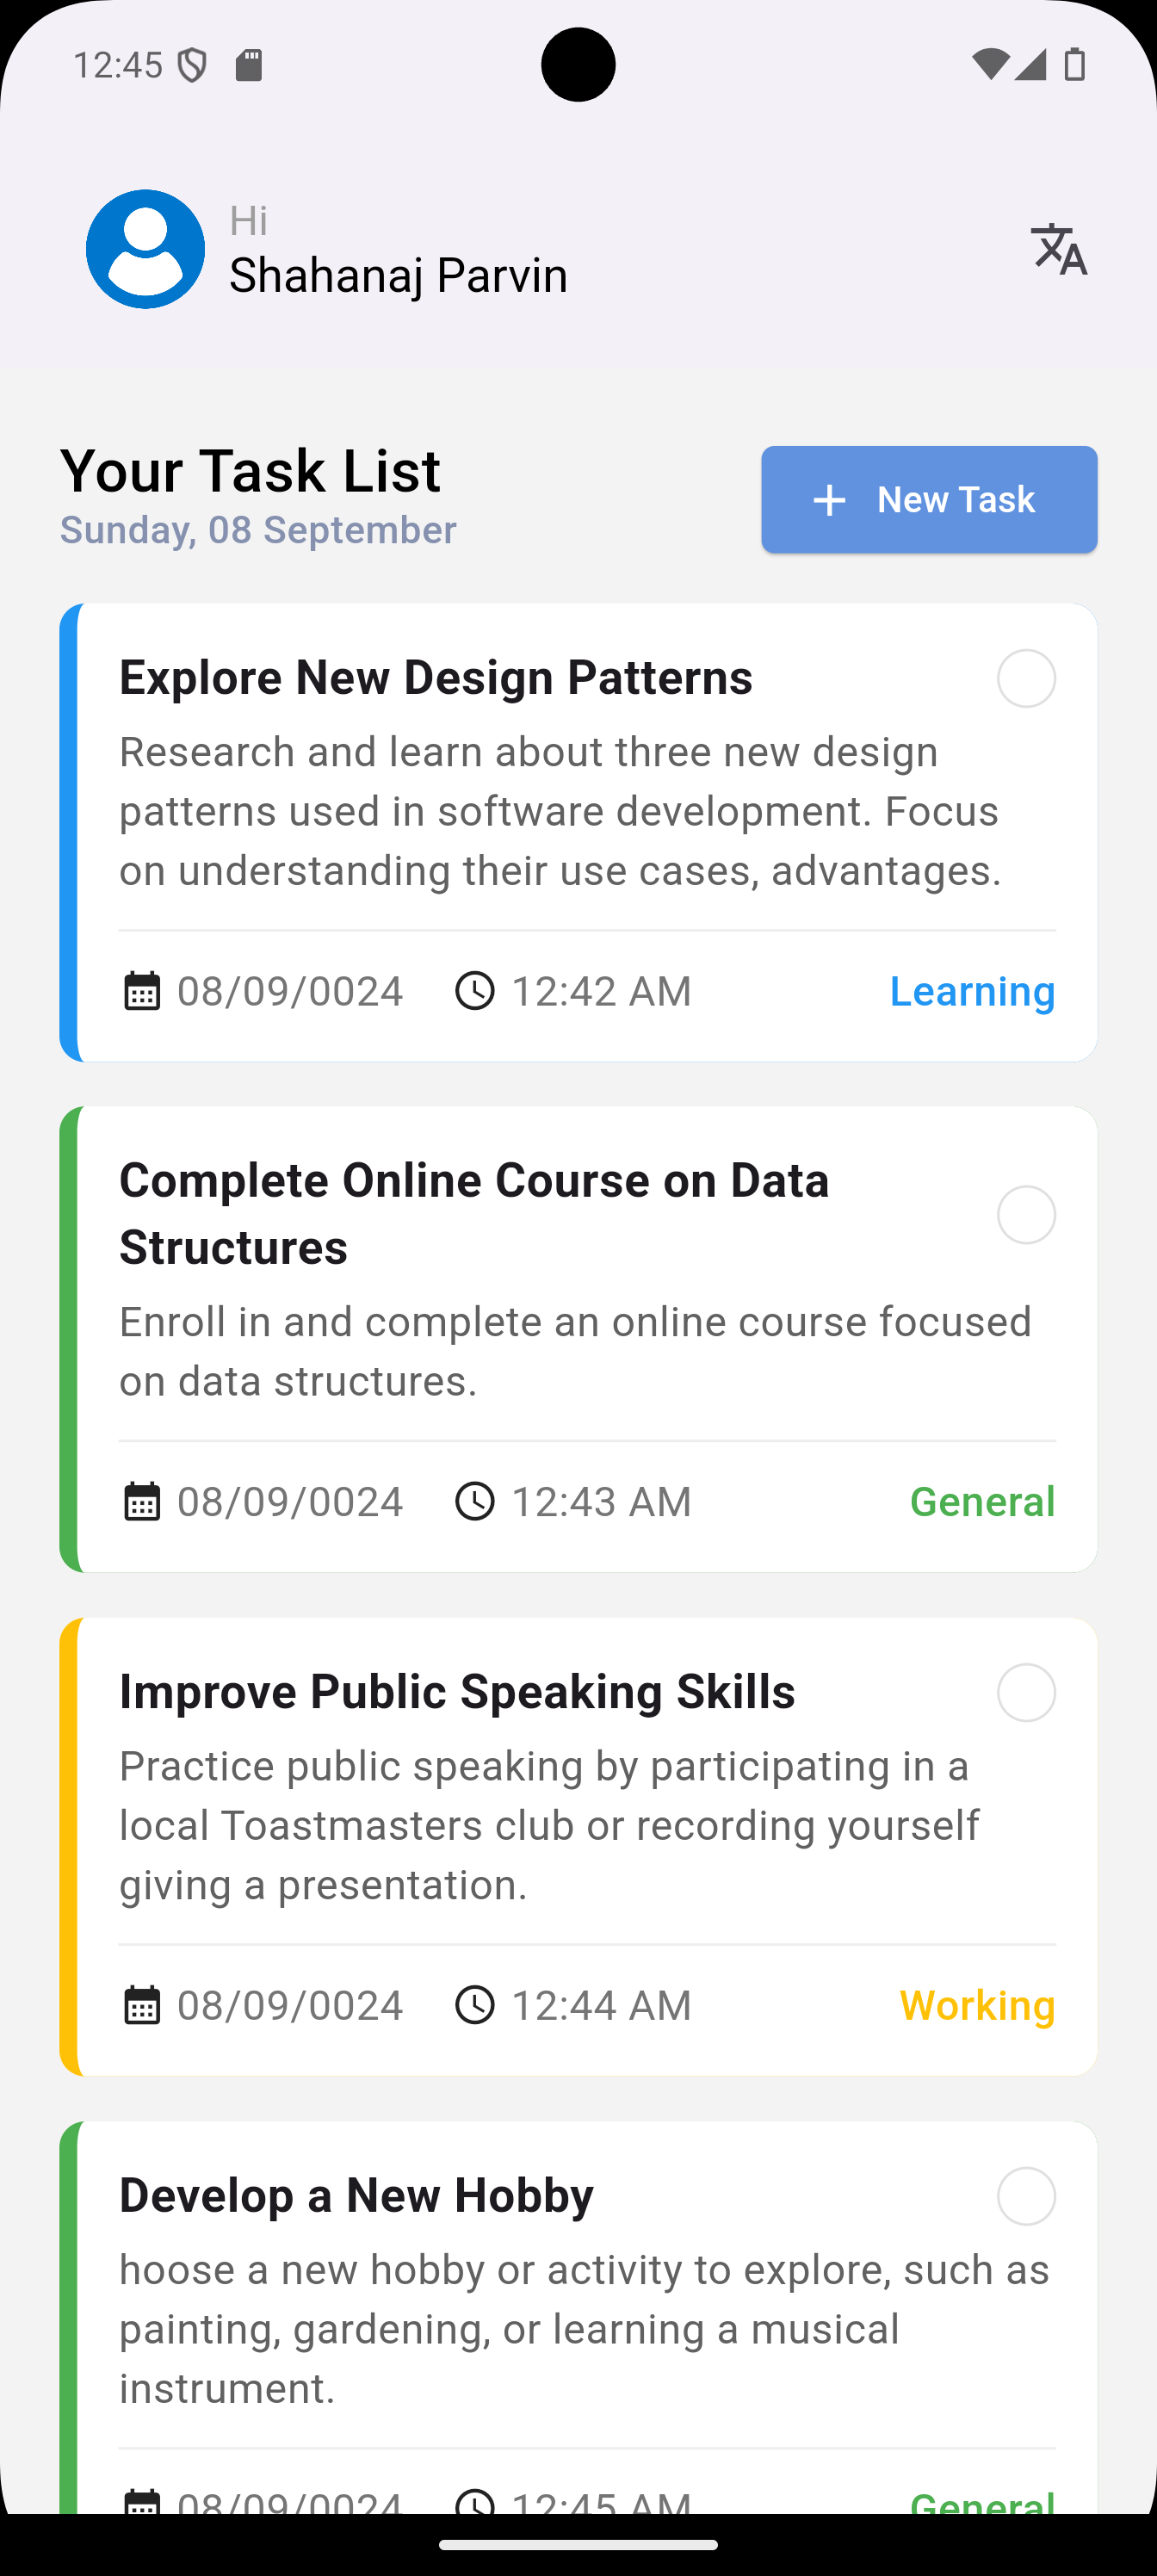 12:45
Hi
Shahanaj Parvin
Your Task List
Sunday, 08 September
New Task
Explore New Design Patterns
Research and learn about three new design
patterns used in software development. Focus
on understanding their use cases, advantages.
08/09/0024 12:42 AM Learning
Complete Online Course on Data
Structures
Enroll in and complete an online course focused
on data structures.
08/09/0024 12:43 AM General
Improve Public Speaking Skills
Practice public speaking by participating in a
local Toastmasters club or recording yourself
giving a presentation.
08/09/0024 12:44 AM Working
Develop a New Hobby
hoose a new hobby or activity to explore, such as
painting, gardening, or learning a musical
instrument.
08/09/0024 12:45 AM General